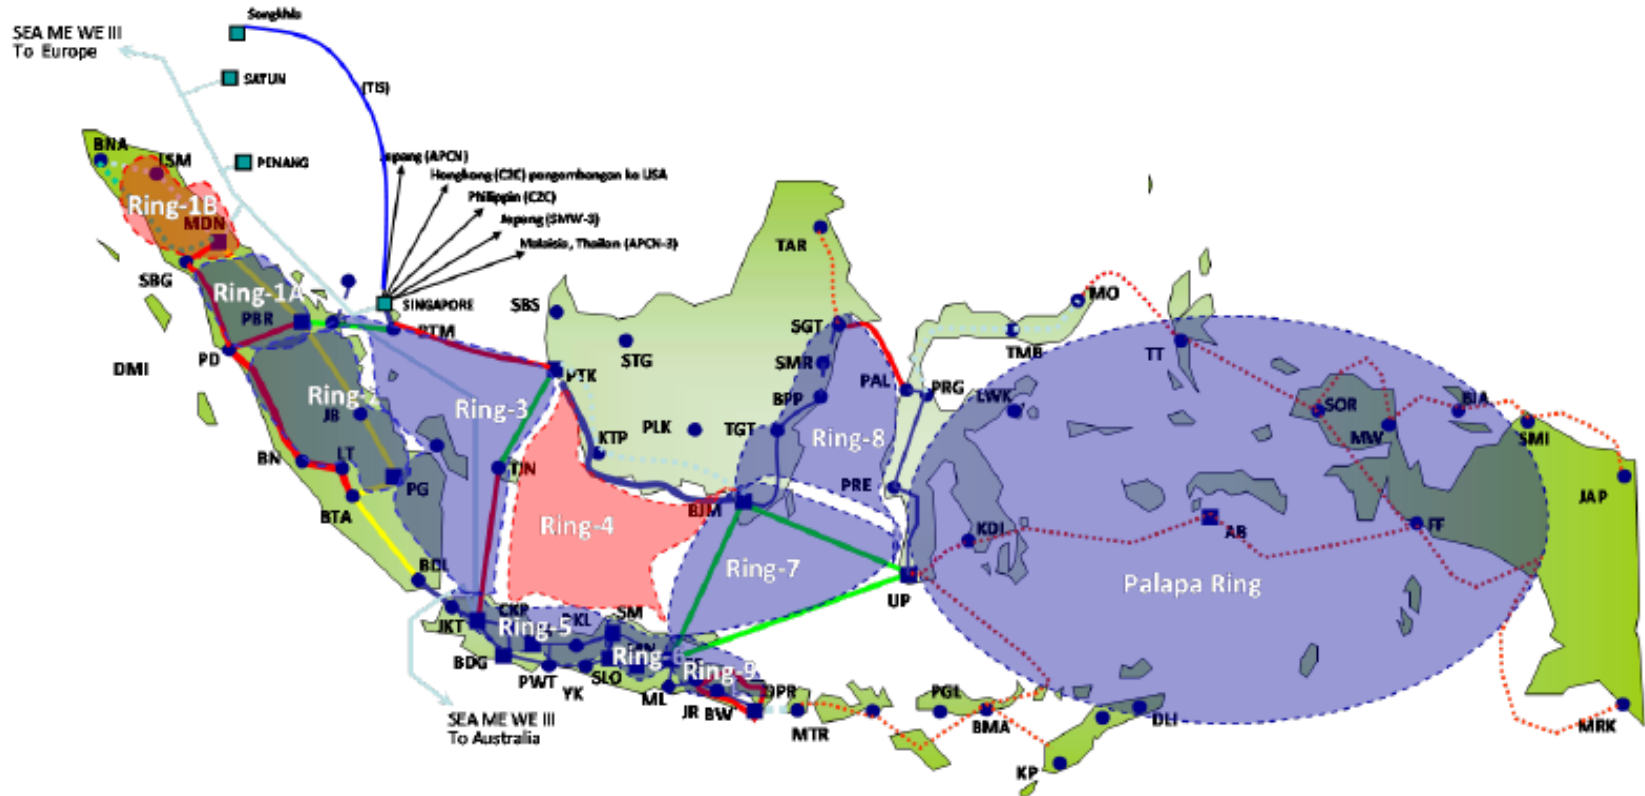 Songkhla
SEA ME WE III
To Europe
SATUN
(TIS)
BNA
LSM
PENANG
Jepang (APCN)
Hongkong (C2C) pengembangan ke USA
Philippin (C2C)
Jepang (SMW-3)
Malaisia, Thailan (APCN-3)
Ring-1B
MDN
TAR
SBG
Ring-1A
SINGAPORE
SBS
MO
PBR
BTM
SGT
STG
TMB
TT
PD
DMI
SMR
PTK
PAL
PRG
Ring-2
JB
Ring-3
BPP
LWK
SOR
BIA
KTP
PLK
TGT
Ring-8
MW
SMI
BN
LT
TJN
PG
PRE
JAP
BTA
Ring-4
BJM
KDI
AB
FF
BDL
Ring-7
Palapa Ring
UP
CKP
SM
JKT
Ring-5
PKL
BDG
Ring-6
PWT
YK
SLO
Ring-9
DPR
ML
JR
BW
PGL
SEA ME WE III
To Australia
MTR
BMA
DLI
MRK
KP